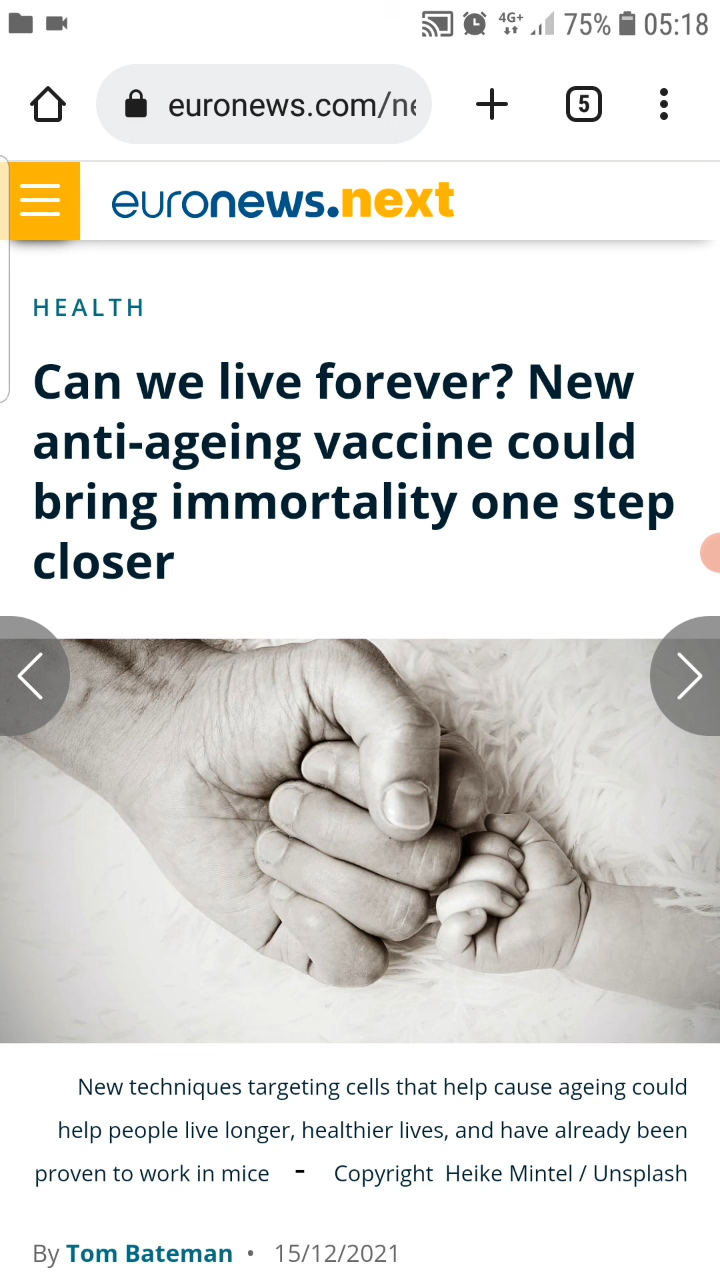 4G+ 75% 05:18
euronews.com/ne
5
euronews.next
HEALTH
Can we live forever? New
anti-ageing vaccine could
bring immortality one step
closer
New techniques targeting cells that help cause ageing could
help people live longer, healthier lives, and have already been
proven to work in mice - Copyright Heike Mintel / Unsplash
By Tom Bateman • 15/12/2021